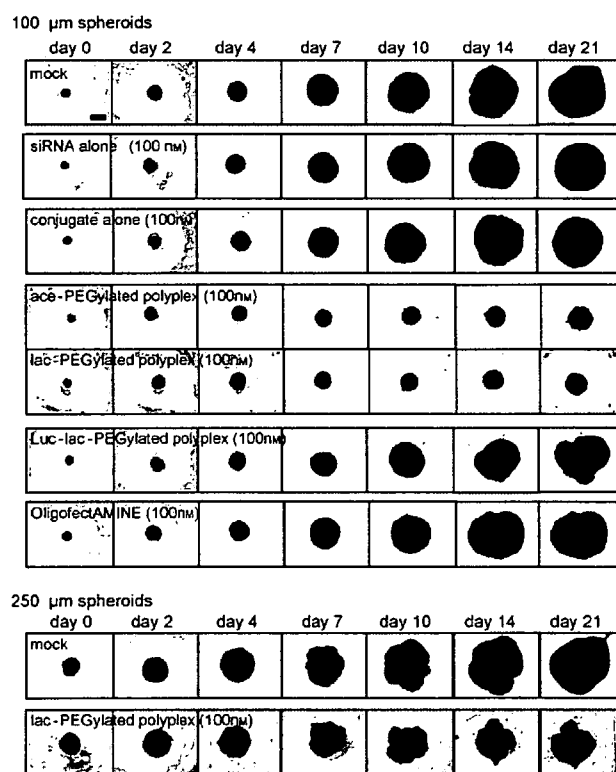 100 µm spheroids
day 0 day 2 day 4 day 7 day 10 day 14 day 21
mock
siRNA alone (100 nM)
conjugate alone (100nM)
ace-PEGylated polyplex (100nM)
lac-PEGylated polyplex (100nM)
Luc-lac-PEGylated polyplex (100nM)
OligofectAMINE (100nM)
250 µm spheroids
day 0 day 2 day 4 day 7 day 10 day 14 day 21
mock
lac-PEGylated polyplex (100nM)